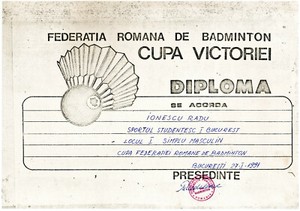 FEDERATIA ROMANA DE BADMINTON
CUPA VICTORIEI
DIPLOMA
SE ACORDA
IONESCU RADU
SPORTUL STUDENTESC I BUCUREST
LOCUL I SIMPLU MASCULIN
CUPA FEDERATIEI ROMANE DE BADMINTON
BUCURESTI
1991
PRESEDINTE